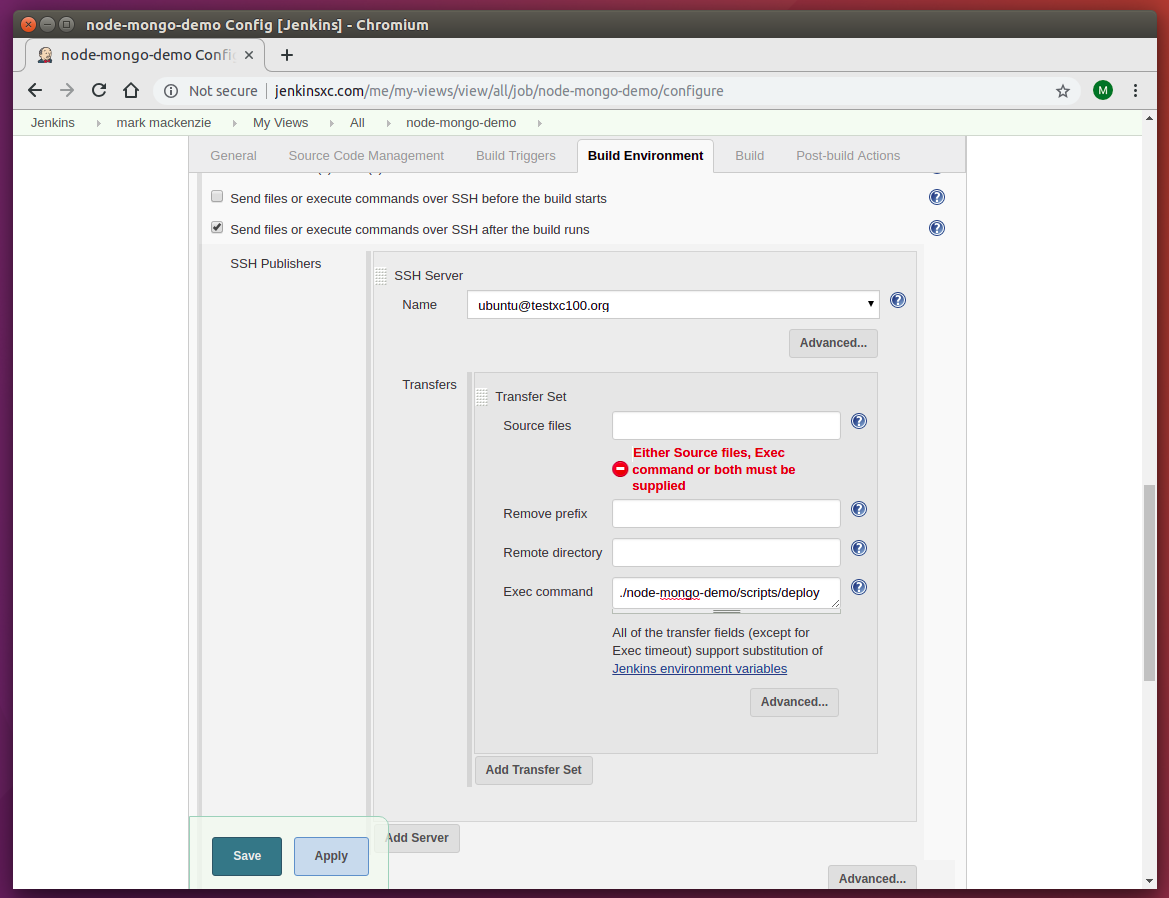 node-mongo-demo Config [Jenkins] - Chromium
node-mongo-demo Confi
Not secure | jenkinsxc.com/me/my-views/view/all/job/node-mongo-demo/configure
M
Jenkins mark mackenzie My Views All node-mongo-demo
General Source Code Management Build Triggers Build Environment Build Post-build Actions
Send files or execute commands over SSH before the build starts
Send files or execute commands over SSH after the build runs
SSH Publishers
SSH Server
Name ubuntu@testxc100.org
Advanced...
Transfers
Transfer Set
Source files
Either Source files, Exec
command or both must be
supplied
Remove prefix
Remote directory
Exec command ./node-mongo-demo/scripts/deploy
All of the transfer fields (except for
Exec timeout) support substitution of
Jenkins environment variables
Advanced...
Add Transfer Set
Add Server
Save Apply
Advanced...